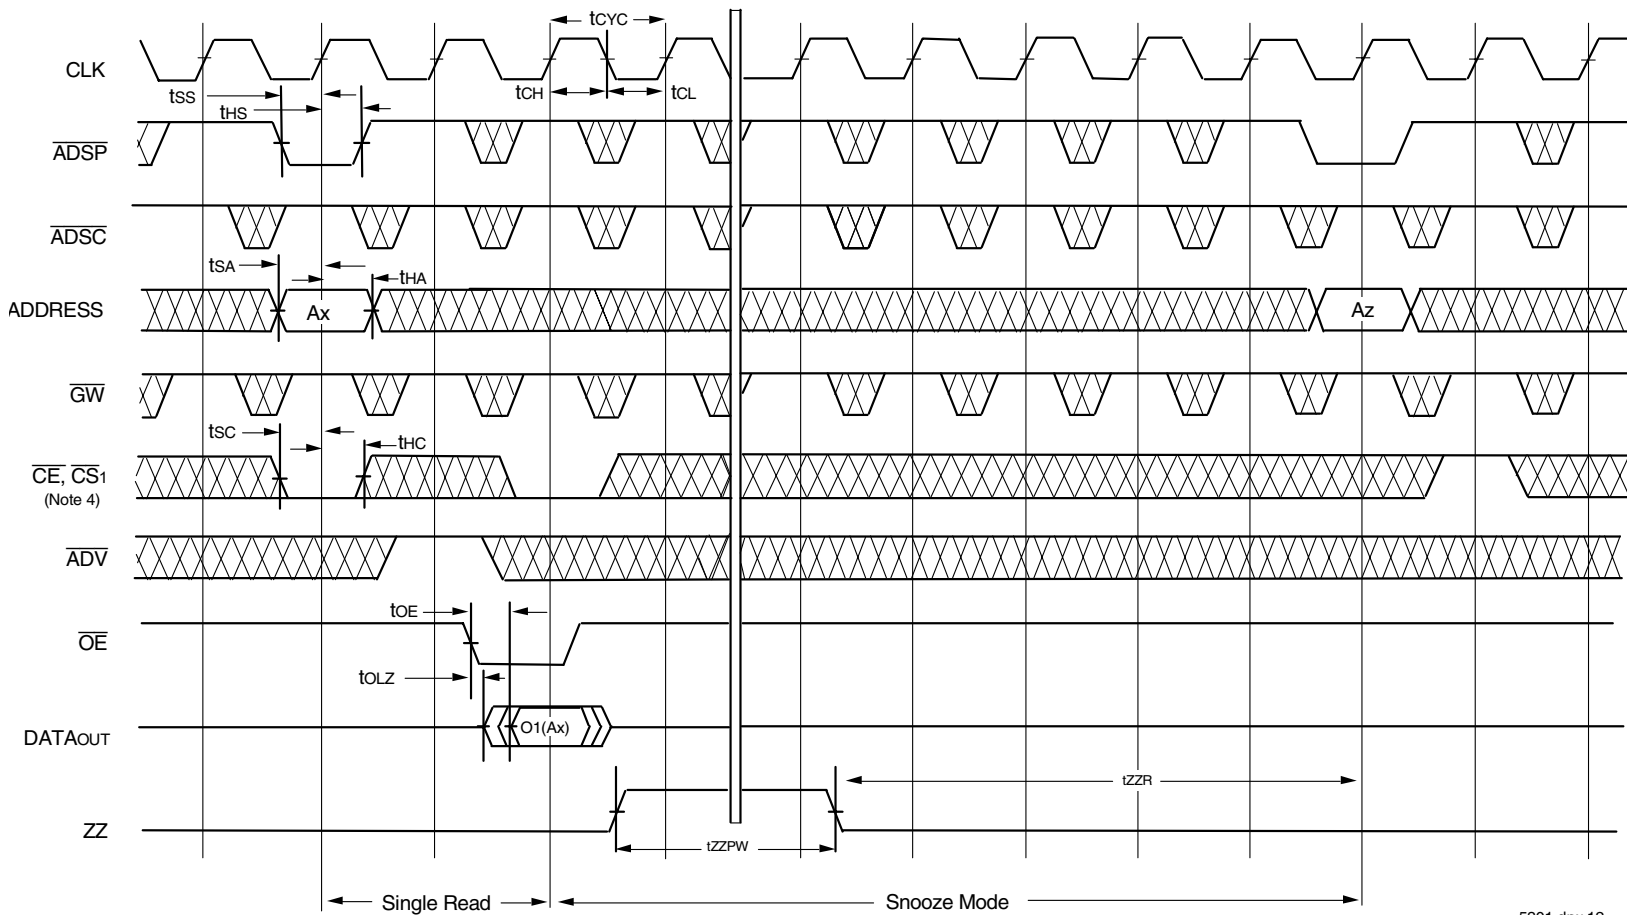 tCYC
CLK
tSS
tCH
tCL
tHS
ADSP
ADSC
tSA
tHA
ADDRESS
Ax
Az
GW
tSC
tHC
CE, CS1
(Note 4)
ADV
tOE
OE
tOLZ
O1(Ax)
DATAOUT
tZZR
ZZ
tZZPW
Single Read
Snooze Mode